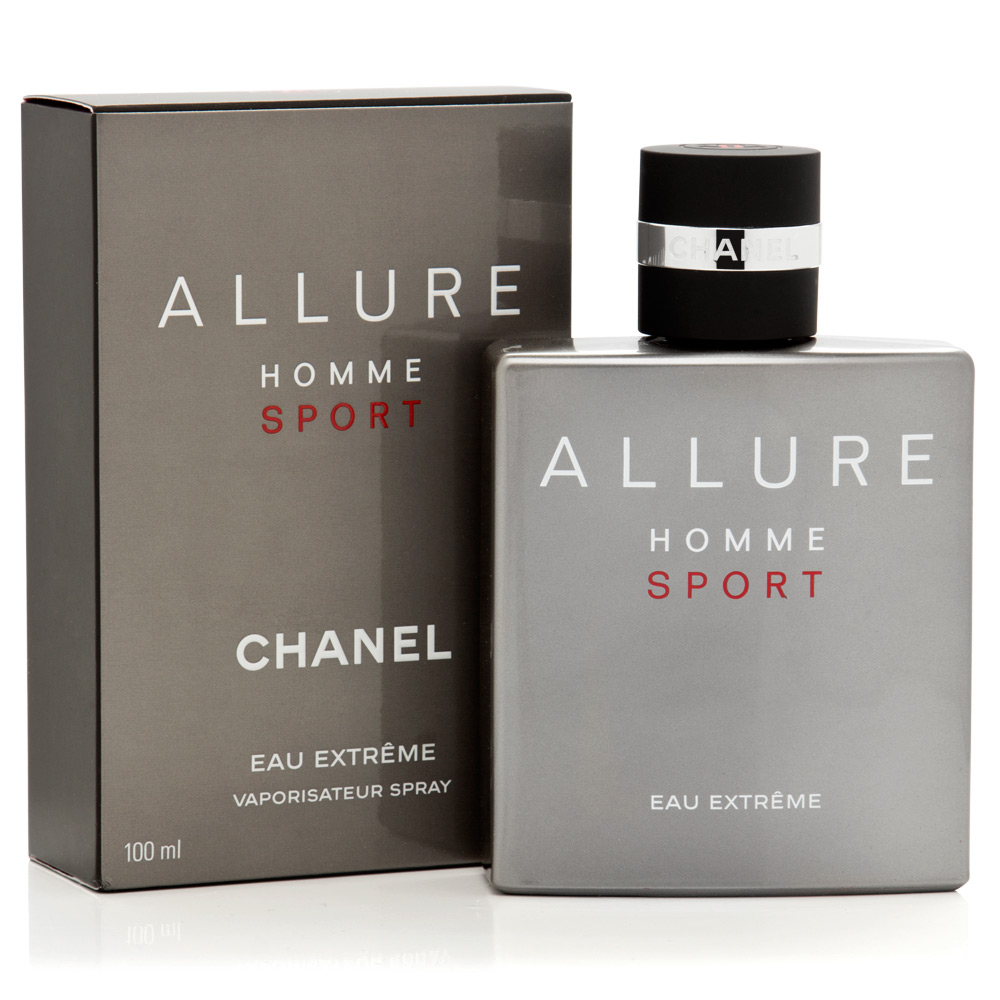 ALLURE
HOMME
SPORT
CHANEL
EAU EXTRÊME
VAPORISATEUR SPRAY
100 ml
CHANEL
ALLURE
HOMME
SPORT
EAU EXTRÊME